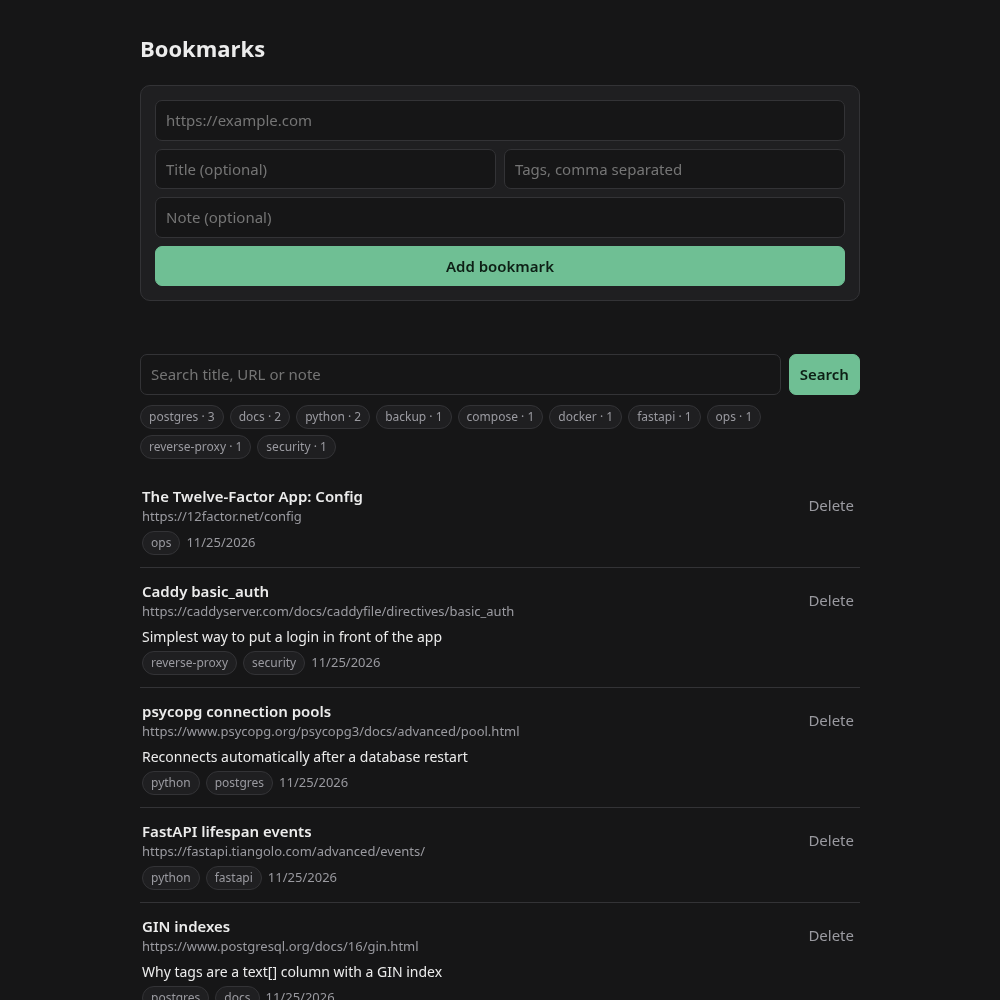 Bookmarks
https://example.com
Title (optional) Tags, comma separated
Note (optional)
Add bookmark
Search title, URL or note Search
postgres · 3 docs · 2 python · 2 backup · 1 compose · 1 docker · 1 fastapi · 1 ops · 1
reverse-proxy · 1 security · 1
The Twelve-Factor App: Config
Delete
https://12factor.net/config
ops 11/25/2026
Caddy basic_auth
Delete
https://caddyserver.com/docs/caddyfile/directives/basic_auth
Simplest way to put a login in front of the app
reverse-proxy security 11/25/2026
psycopg connection pools
Delete
https://www.psycopg.org/psycopg3/docs/advanced/pool.html
Reconnects automatically after a database restart
python postgres 11/25/2026
FastAPI lifespan events
Delete
https://fastapi.tiangolo.com/advanced/events/
python fastapi 11/25/2026
GIN indexes
Delete
https://www.postgresql.org/docs/16/gin.html
Why tags are a text[] column with a GIN index
postgres docs 11/25/2026